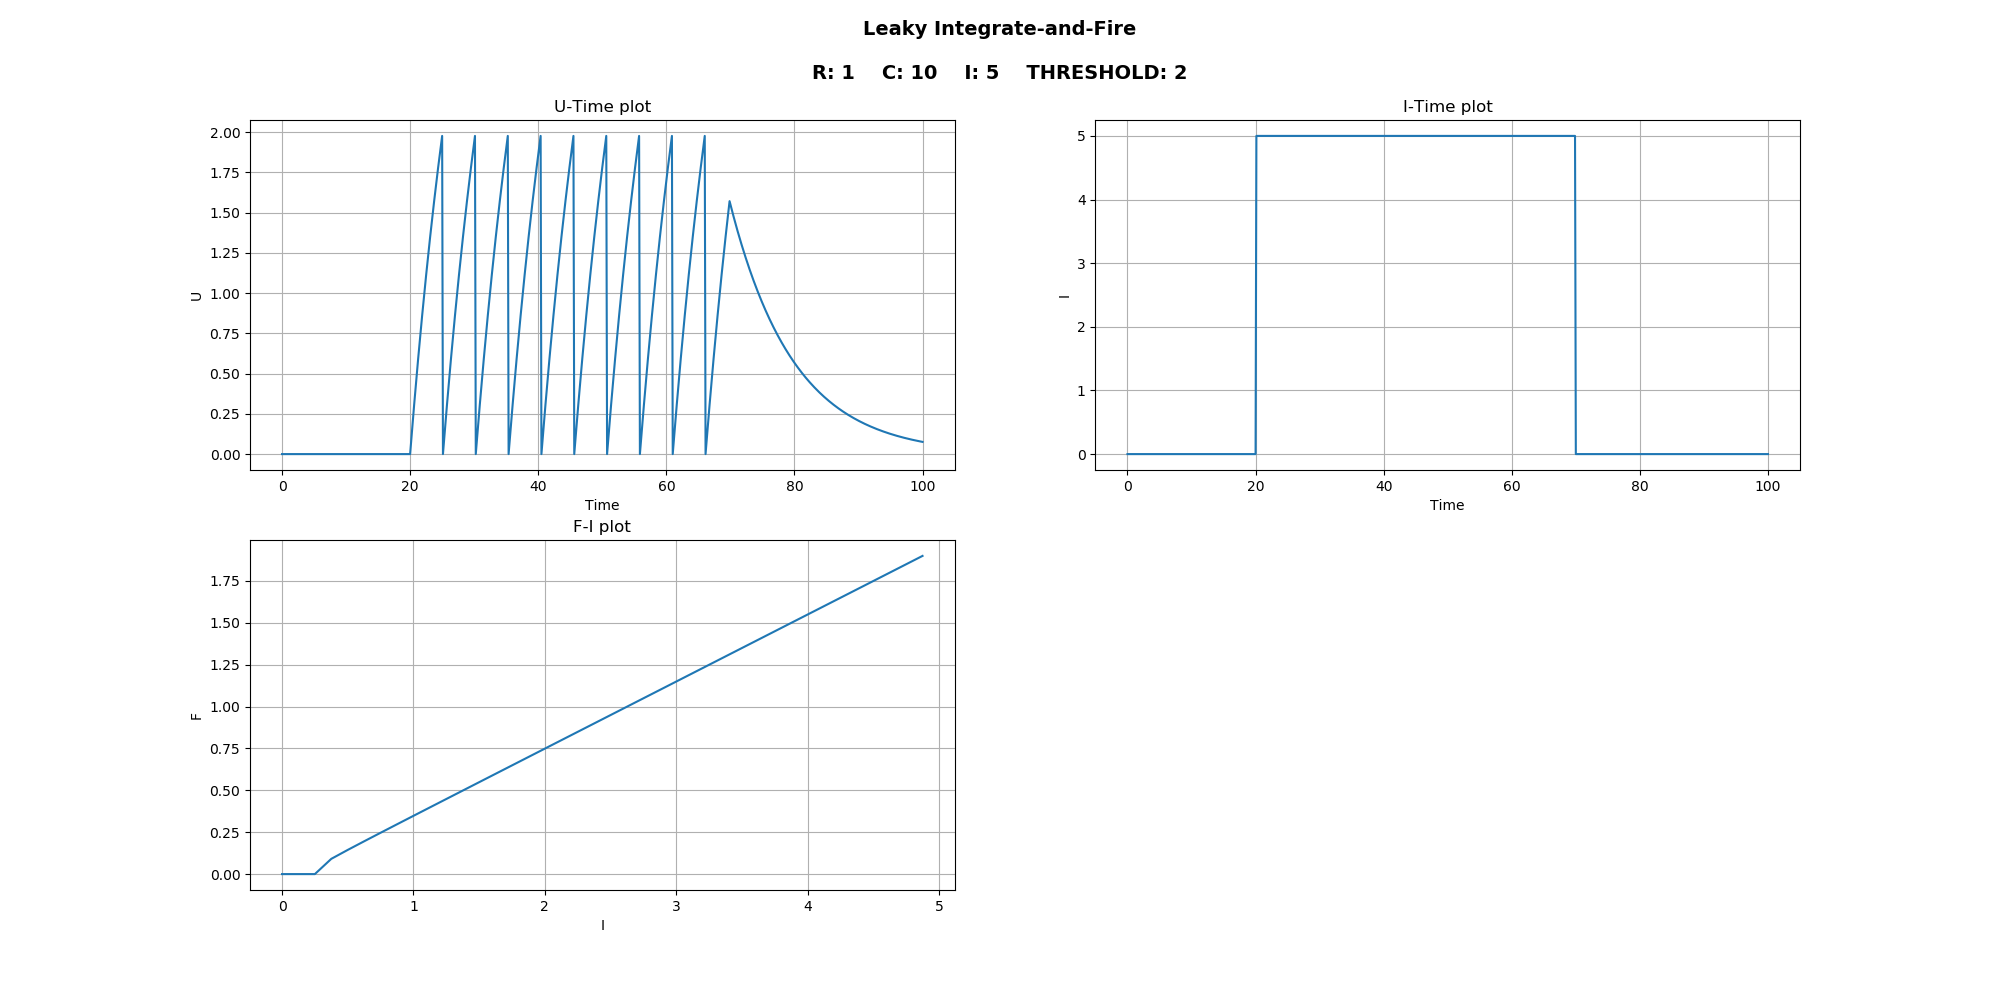 Leaky Integrate-and-Fire
R: 1    C: 10    I: 5    THRESHOLD: 2
U-Time plot
2.00
1.75
1.50
1.25
1.00
0.75
0.50
0.25
0.00
U
0 20 40 60 80 100
Time
I-Time plot
5
4
3
2
1
0
I
0 20 40 60 80 100
Time
F-I plot
1.75
1.50
1.25
1.00
0.75
0.50
0.25
0.00
F
0 1 2 3 4 5
I